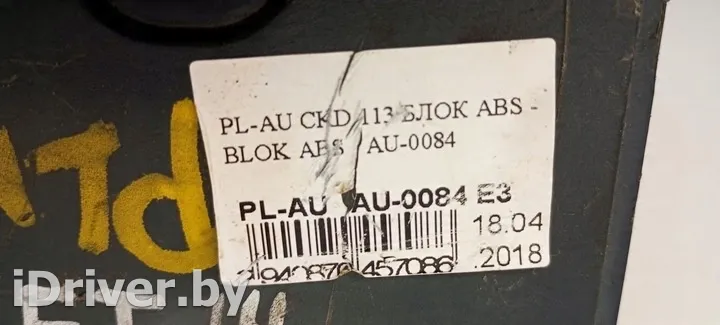 PL-AU CKD 113 БЛОК ABS -
BLOK ABS AU-0084
PL-AU AU-0084 E3
18.04
.2018
457086
iDriver.by